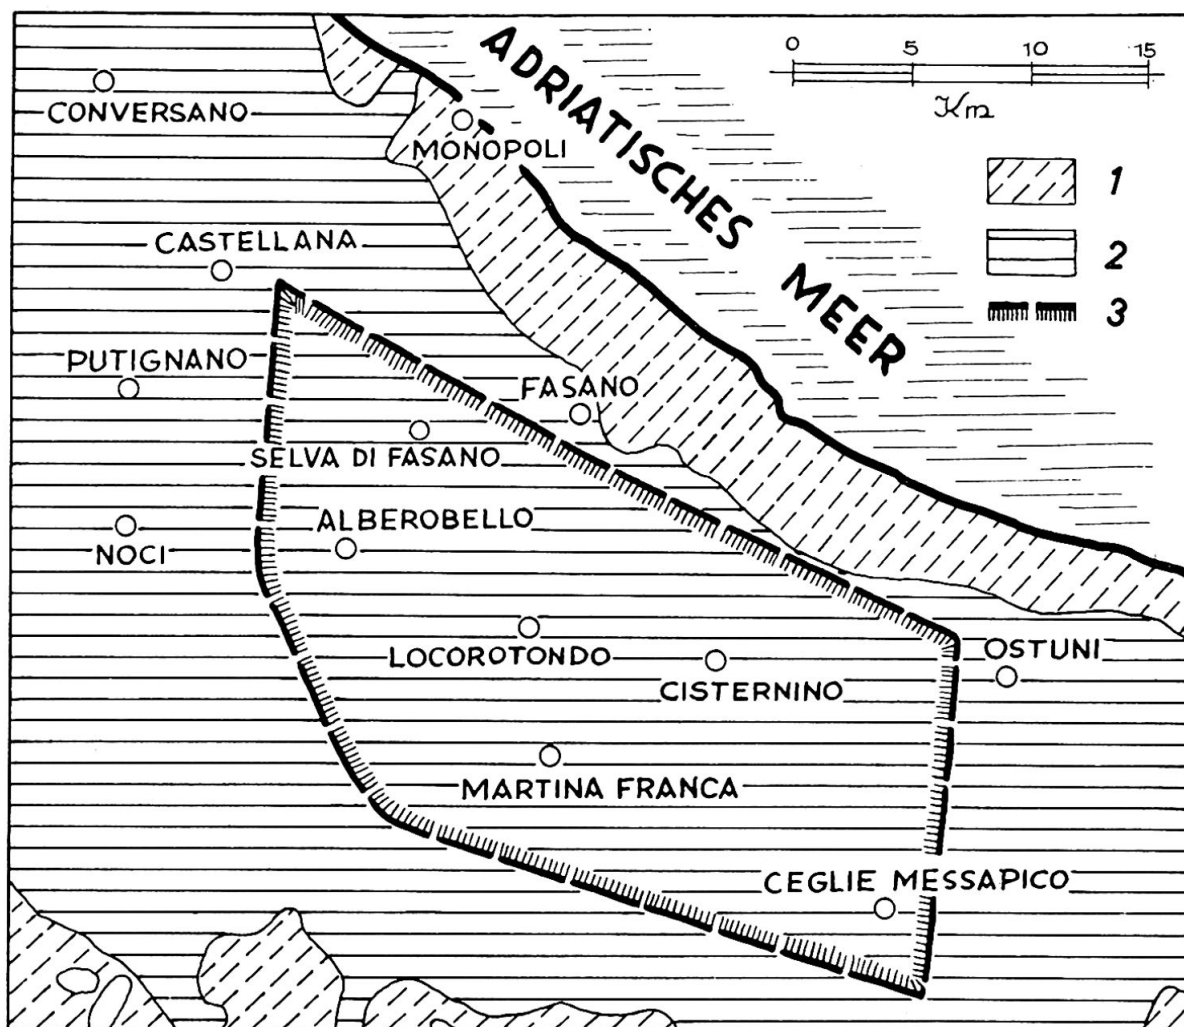 0 5 10 15
Km
CONVERSANO
MONOPOLI
ADRIATISCHES
MEER
1
2
3
CASTELLANA
PUTIGNANO
FASANO
SELVA DI FASANO
ALBEROBELLO
NOCI
LOCOROTONDO
CISTERNINO
OSTUNI
MARTINA FRANCA
CEGLIE MESSAPICO